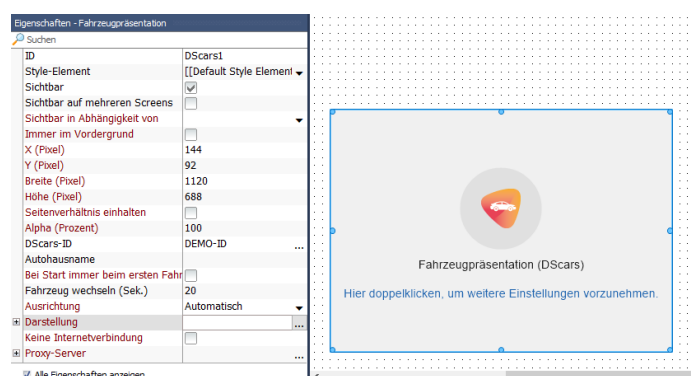 Eigenschaften - Fahrzeugpräsentation
Suchen
ID DScars1
Style-Element [[Default Style Element
Sichtbar
Sichtbar auf mehreren Screens
Sichtbar in Abhängigkeit von
Immer im Vordergrund
X (Pixel) 144
Y (Pixel) 92
Breite (Pixel) 1120
Höhe (Pixel) 688
Seitenverhältnis einhalten
Alpha (Prozent) 100
DScars-ID DEMO-ID ...
Autohausname
Bei Start immer beim ersten Fahr
Fahrzeug wechseln (Sek.) 20
Ausrichtung Automatisch
Darstellung ...
Keine Internetverbindung
Proxy-Server ...
Alle Eigenschaften anzeigen
Fahrzeugpräsentation (DScars)
Hier doppelklicken, um weitere Einstellungen vorzunehmen.